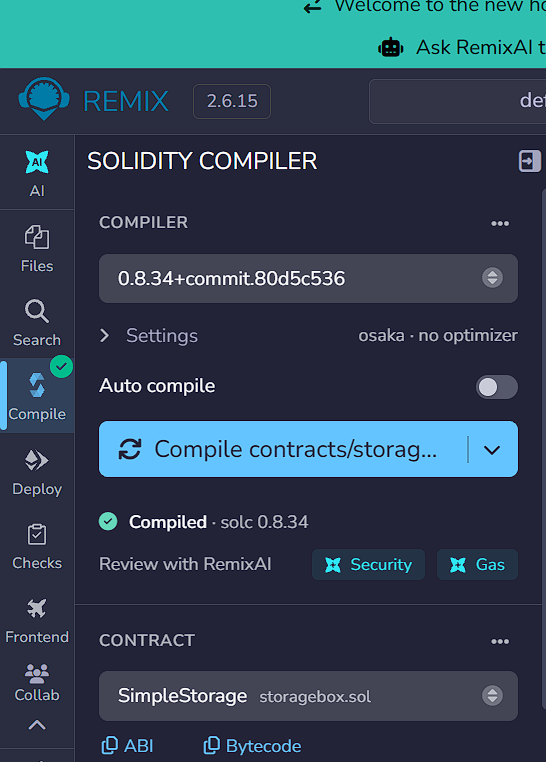 Welcome to the new
Ask RemixAI
REMIX 2.6.15
AI
AI
SOLIDITY COMPILER
Files
Search
Compile
Deploy
Checks
Frontend
Collab
COMPILER
0.8.34+commit.80d5c536
Settings osaka · no optimizer
Auto compile
Compile contracts/storag...
Compiled · solc 0.8.34
Review with RemixAI Security Gas
CONTRACT
SimpleStorage storagebox.sol
ABI Bytecode